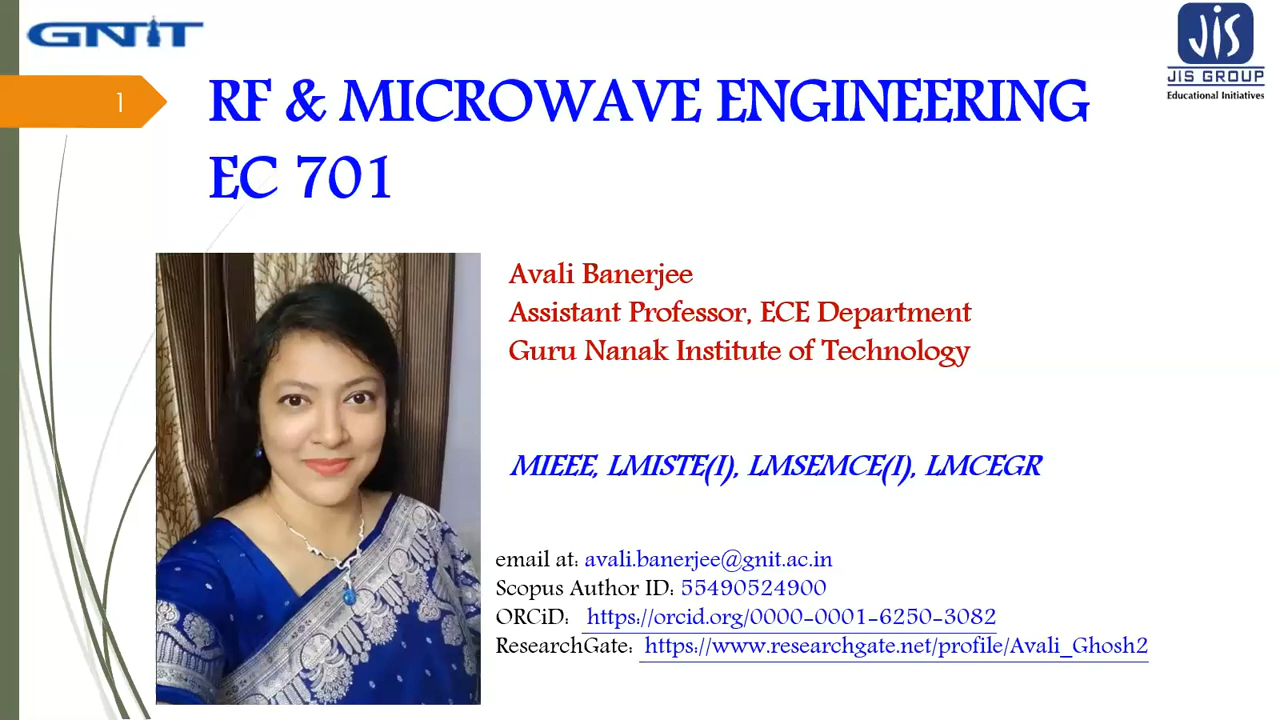 GNIT
JIS
JIS GROUP
Educational Initiatives
1
RF & MICROWAVE ENGINEERING
EC 701
Avali Banerjee
Assistant Professor, ECE Department
Guru Nanak Institute of Technology
MIEEE, LMISTE(I), LMSEMCE(I), LMCEGR
email at: avali.banerjee@gnit.ac.in
Scopus Author ID: 55490524900
ORCiD: https://orcid.org/0000-0001-6250-3082
ResearchGate: https://www.researchgate.net/profile/Avali_Ghosh2